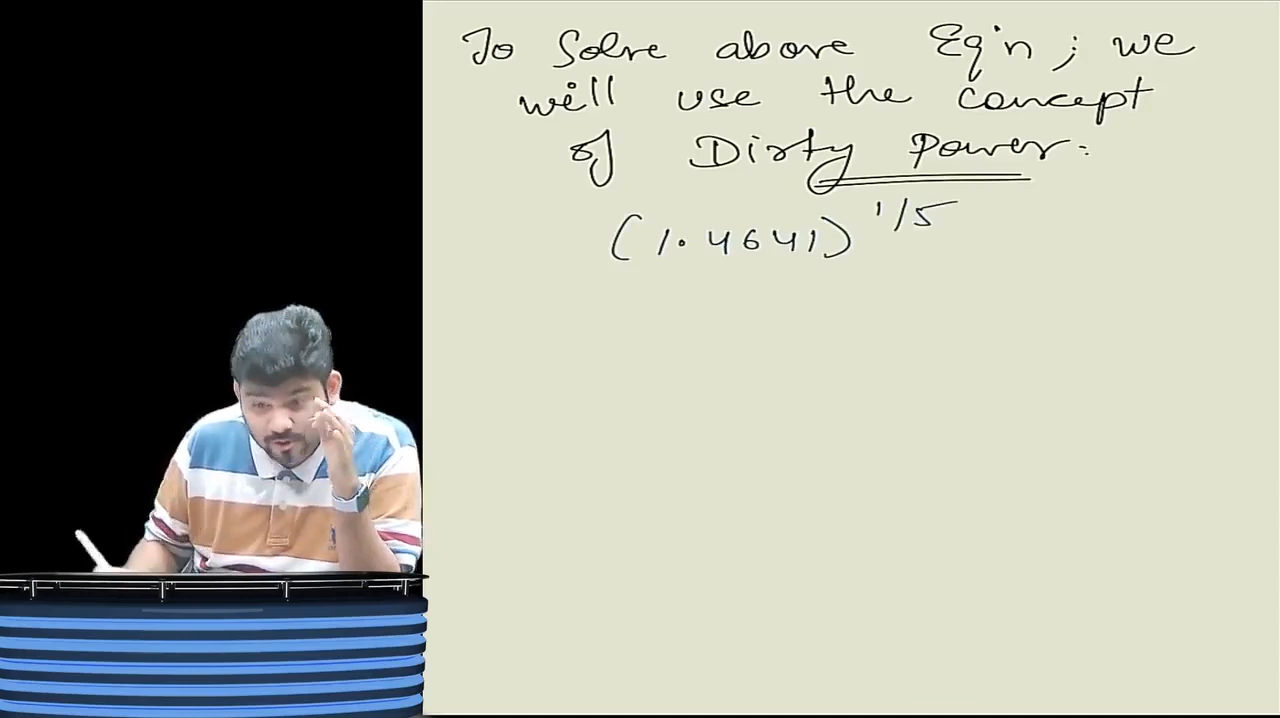 To Solve above Eq'n ; we
will use the concept
of Dirty Power :
(1.4641)^1/5